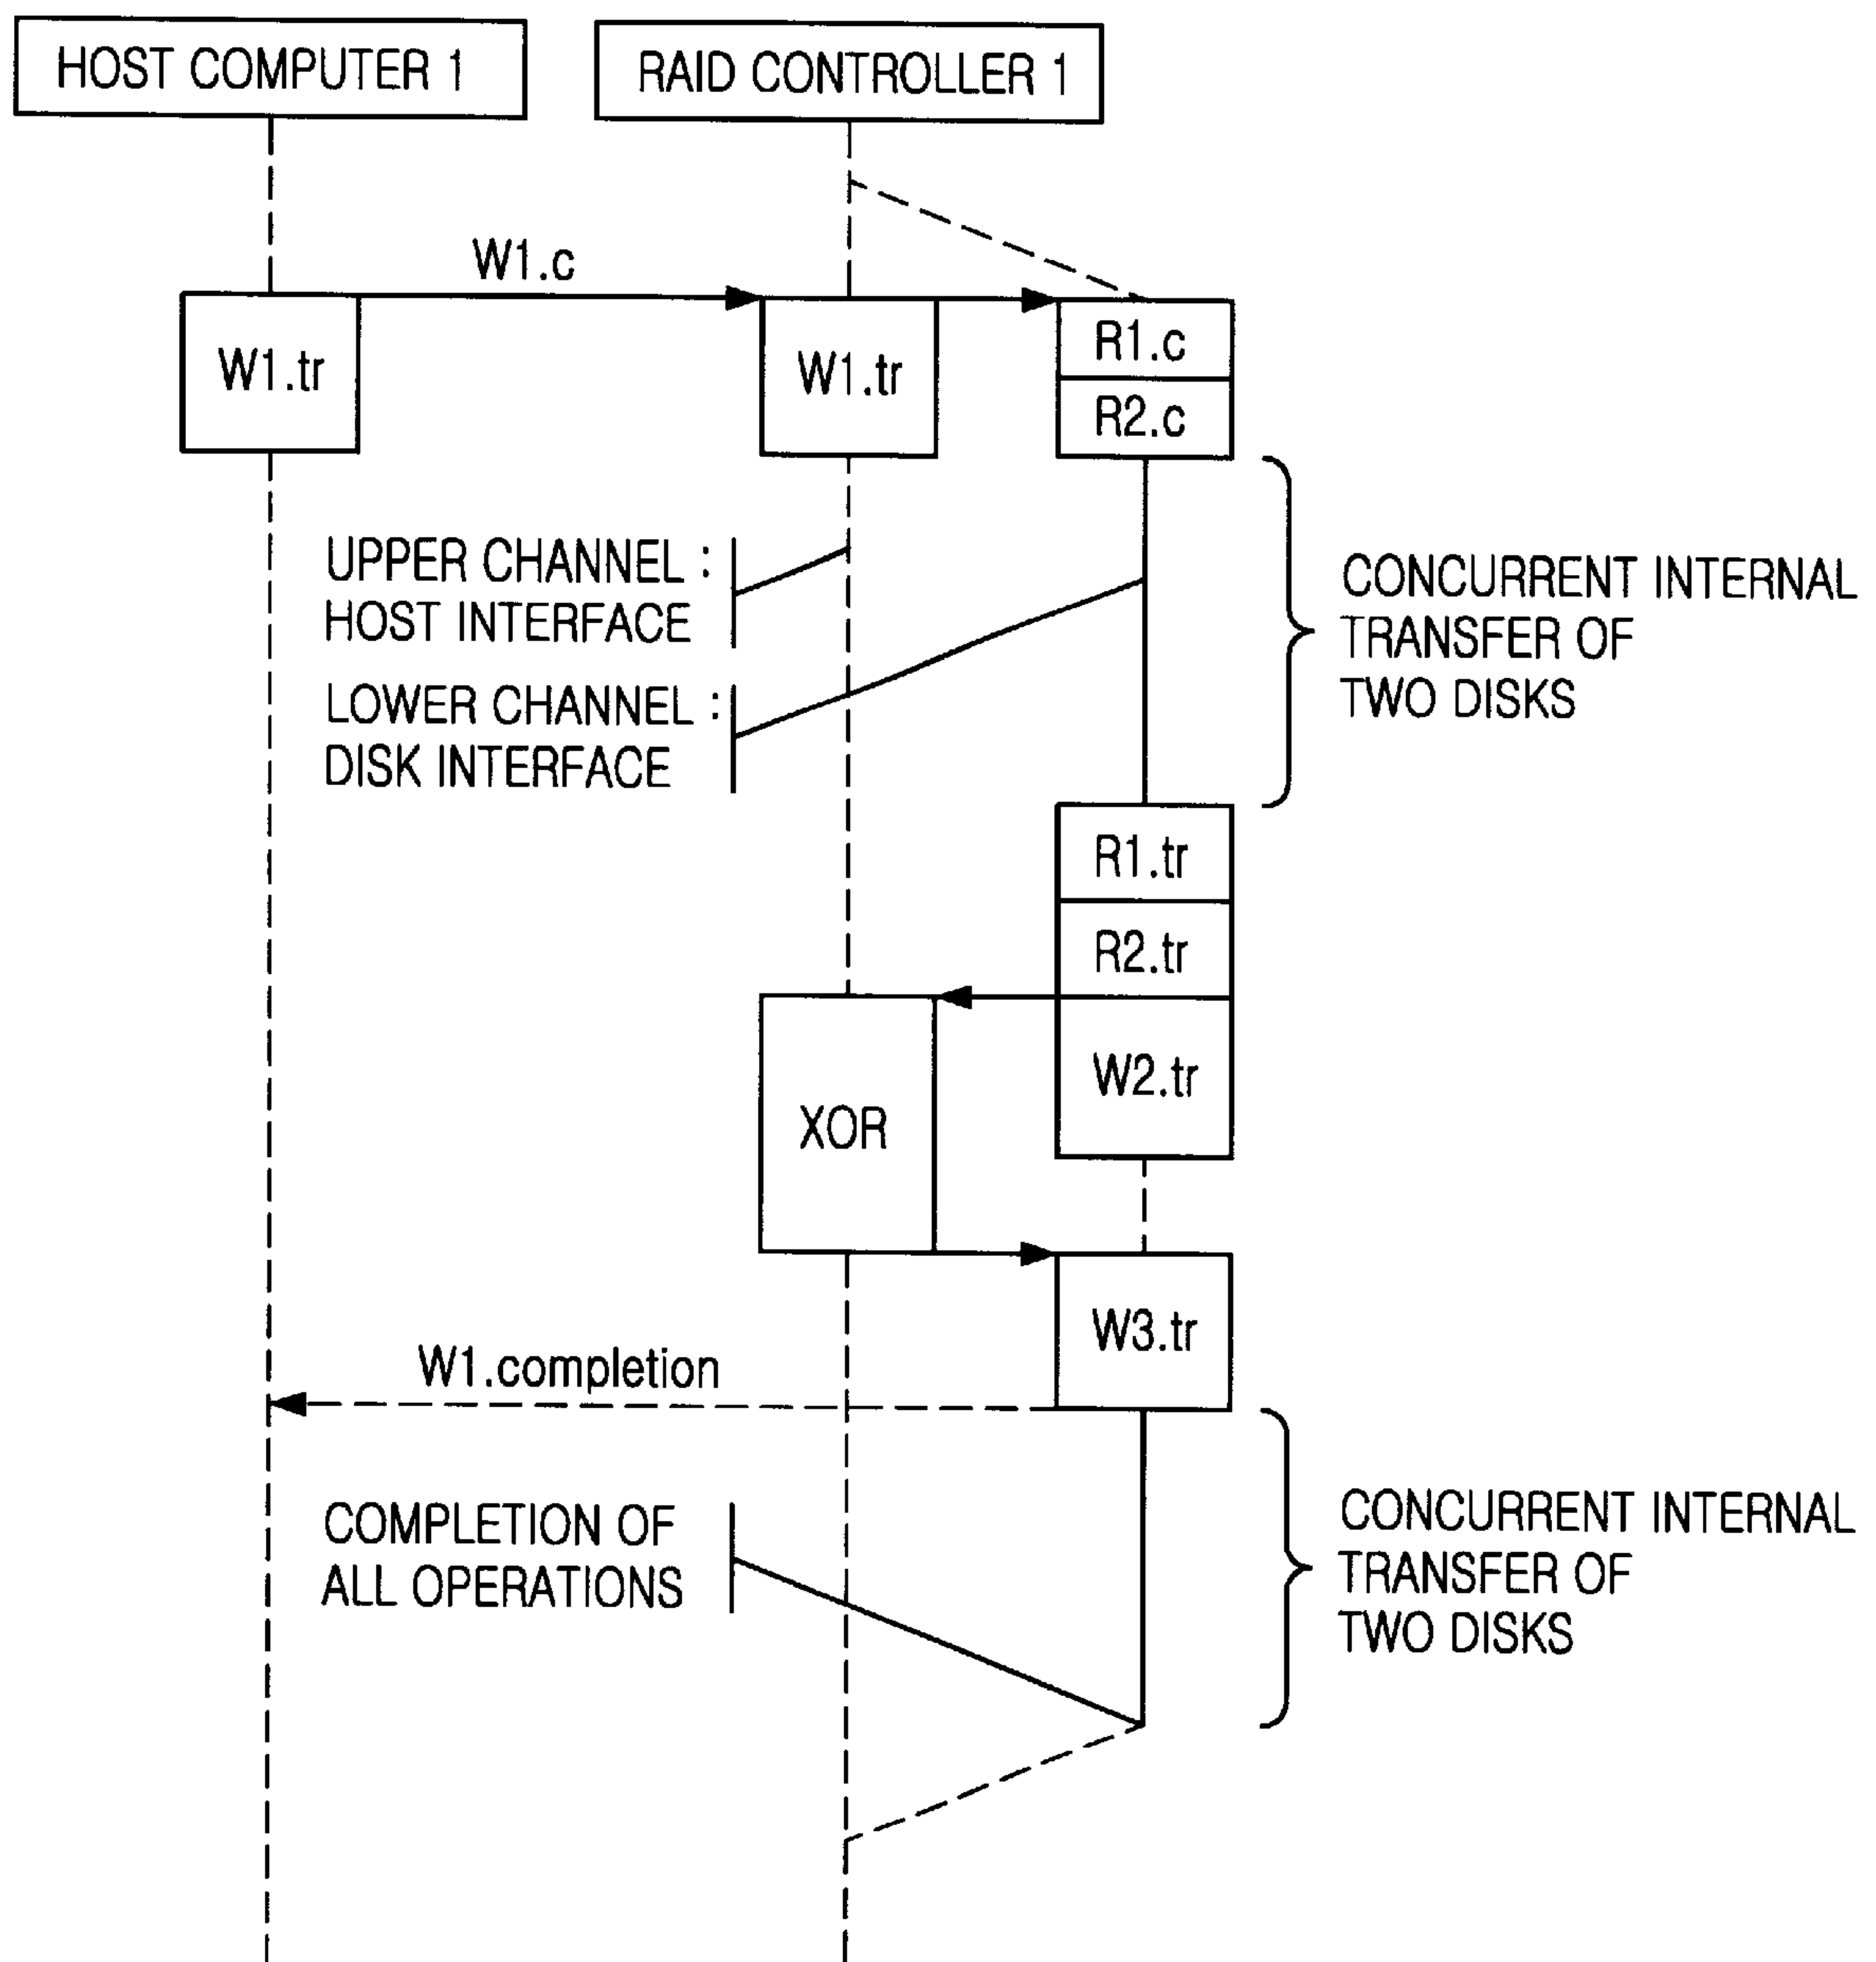 HOST COMPUTER 1
RAID CONTROLLER 1
W1.c
W1.tr
W1.tr
R1.c
R2.c
UPPER CHANNEL :
HOST INTERFACE
LOWER CHANNEL :
DISK INTERFACE
CONCURRENT INTERNAL
TRANSFER OF
TWO DISKS
R1.tr
R2.tr
W2.tr
XOR
W3.tr
W1.completion
COMPLETION OF
ALL OPERATIONS
CONCURRENT INTERNAL
TRANSFER OF
TWO DISKS